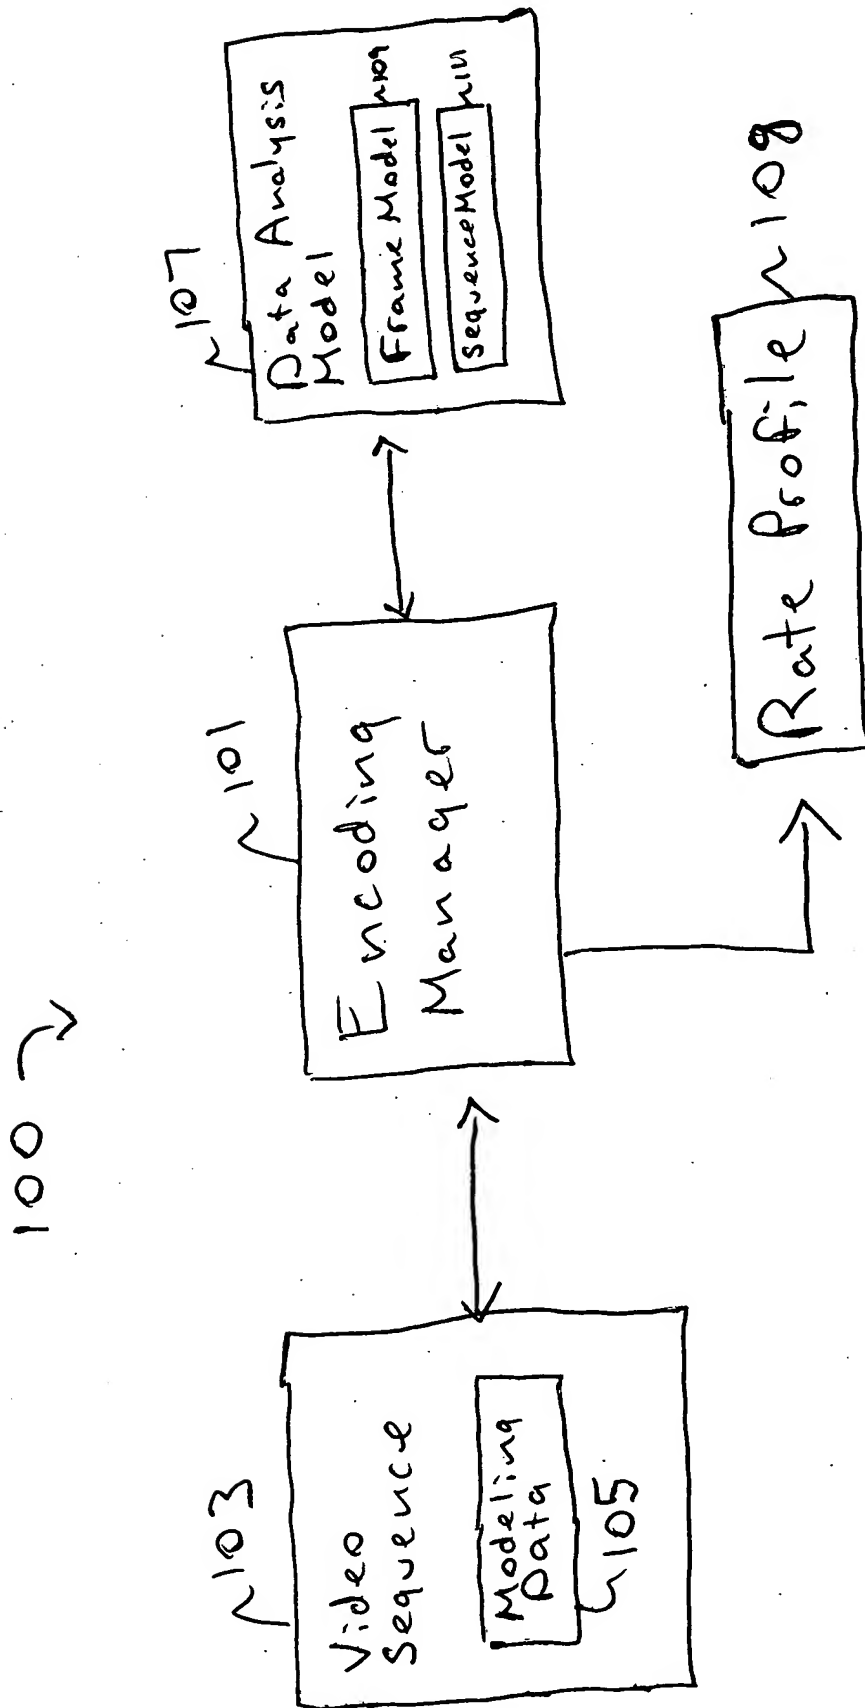 100
103
Video
Sequence
Modeling
Data
105
101
Encoding
Manager
107
Data Analysis
Model
Frame Model 109
Sequence Model 111
Rate Profile
108